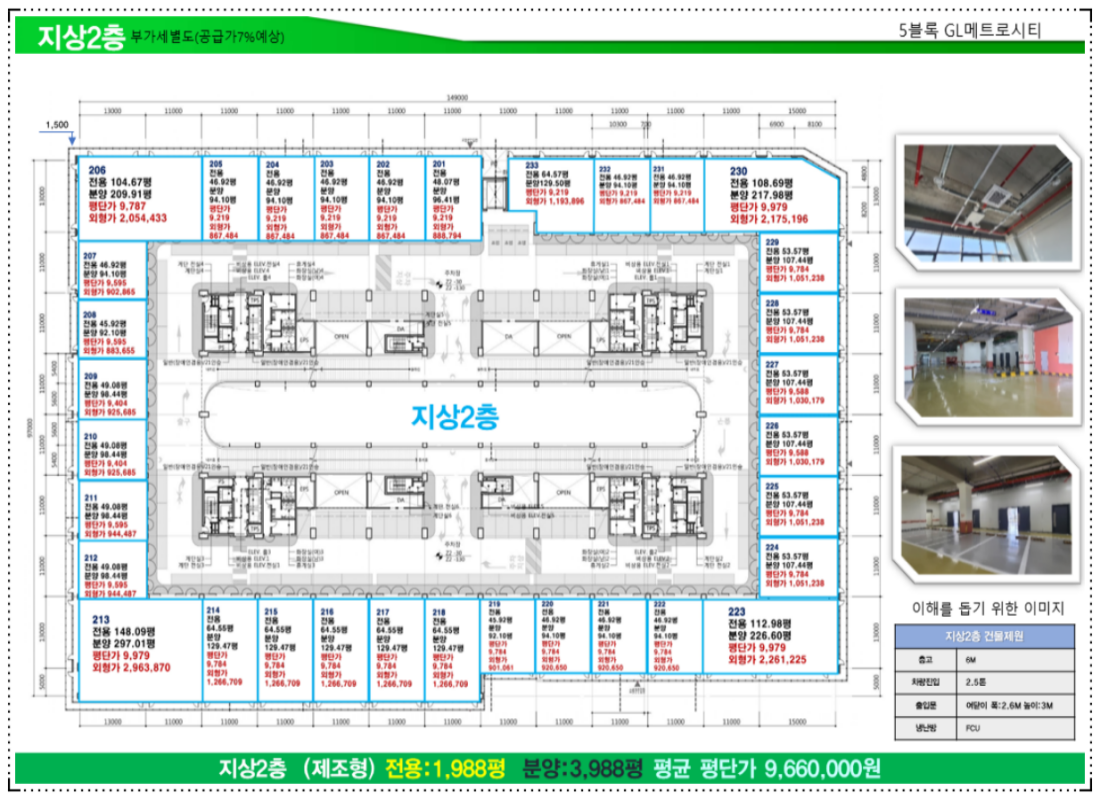 지상2층 부가세별도(공급가7%예상)
5블록 GL메트로시티
149000
13000 11000 11000 11000 11000 11000 11000 11000 11000 11000 11000 15000
10300 700 6900 8100
1,500
206
전용 104.67평
분양 209.91평
평단가 9,787
외형가 2,054,433
205
전용
46.92평
분양
94.10평
평단가
9,219
외형가
867,484
204
전용
46.92평
분양
94.10평
평단가
9,219
외형가
867,484
203
전용
46.92평
분양
94.10평
평단가
9,219
외형가
867,484
202
전용
46.92평
분양
94.10평
평단가
9,219
외형가
867,484
201
전용
48.07평
분양
96.41평
평단가
9,219
외형가
888,794
233
전용 64.57평
분양129.50평
평단가 9,219
외형가 1,193,896
232
전용 46.92평
분양 94.10평
평단가 9,219
외형가 867,484
231
전용 46.92평
분양 94.10평
평단가 9,219
외형가 867,484
230
전용 108.69평
분양 217.98평
평단가 9,979
외형가 2,175,196
207
전용 46.92평
분양 94.10평
평단가 9,595
외형가 902,865
208
전용 45.92평
분양 92.10평
평단가 9,595
외형가 883,655
209
전용 49.08평
분양 98.44평
평단가 9,404
외형가 925,685
210
전용 49.08평
분양 98.44평
평단가 9,404
외형가 925,685
211
전용 49.08평
분양 98.44평
평단가 9,595
외형가 944,487
212
전용 49.08평
분양 98.44평
평단가 9,595
외형가 944,487
229
전용 53.57평
분양 107.44평
평단가 9,784
외형가 1,051,238
228
전용 53.57평
분양 107.44평
평단가 9,784
외형가 1,051,238
227
전용 53.57평
분양 107.44평
평단가 9,588
외형가 1,030,179
226
전용 53.57평
분양 107.44평
평단가 9,588
외형가 1,030,179
225
전용 53.57평
분양 107.44평
평단가 9,784
외형가 1,051,238
224
전용 53.57평
분양 107.44평
평단가 9,784
외형가 1,051,238
OPEN
OPEN
지상2층
OPEN
OPEN
213
전용 148.09평
분양 297.01평
평단가 9,979
외형가 2,963,870
214
전용
64.55평
분양
129.47평
평단가
9,784
외형가
1,266,709
215
전용
64.55평
분양
129.47평
평단가
9,784
외형가
1,266,709
216
전용
64.55평
분양
129.47평
평단가
9,784
외형가
1,266,709
217
전용
64.55평
분양
129.47평
평단가
9,784
외형가
1,266,709
218
전용
64.55평
분양
129.47평
평단가
9,784
외형가
1,266,709
219
전용
45.92평
분양
92.10평
평단가
9,784
외형가
901,061
220
전용
46.92평
분양
94.10평
평단가
9,784
외형가
920,650
221
전용
46.92평
분양
94.10평
평단가
9,784
외형가
920,650
222
전용
46.92평
분양
94.10평
평단가
9,784
외형가
920,650
223
전용 112.98평
분양 226.60평
평단가 9,979
외형가 2,261,225
13000 11000 11000 11000 11000 11000 11000 11000 11000 11000 11000 15000
이해를 돕기 위한 이미지
지상2층 건물제원
층고 6M
차량진입 2.5톤
출입문 여닫이 폭:2.6M 높이:3M
냉난방 FCU
지상2층 (제조형) 전용:1,988평 분양:3,988평 평균 평단가 9,660,000원